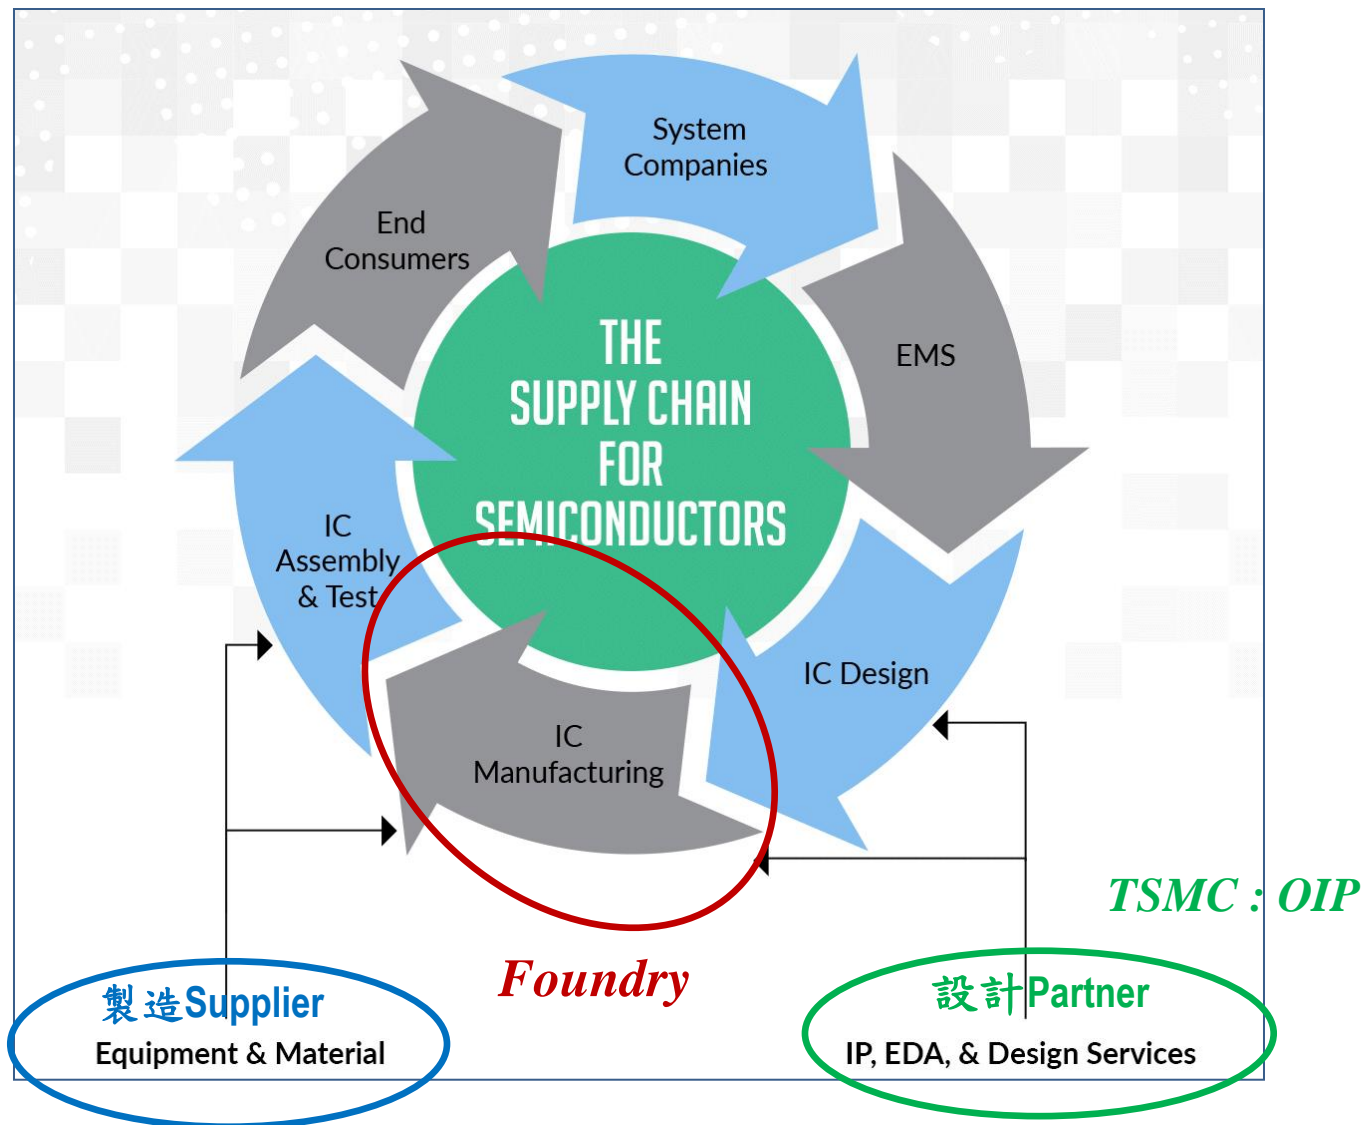 System
Companies
End
Consumers
EMS
THE
SUPPLY CHAIN
FOR
SEMICONDUCTORS
IC
Assembly
& Test
IC Design
IC
Manufacturing
TSMC : OIP
Foundry
製造Supplier
Equipment & Material
設計Partner
IP, EDA, & Design Services